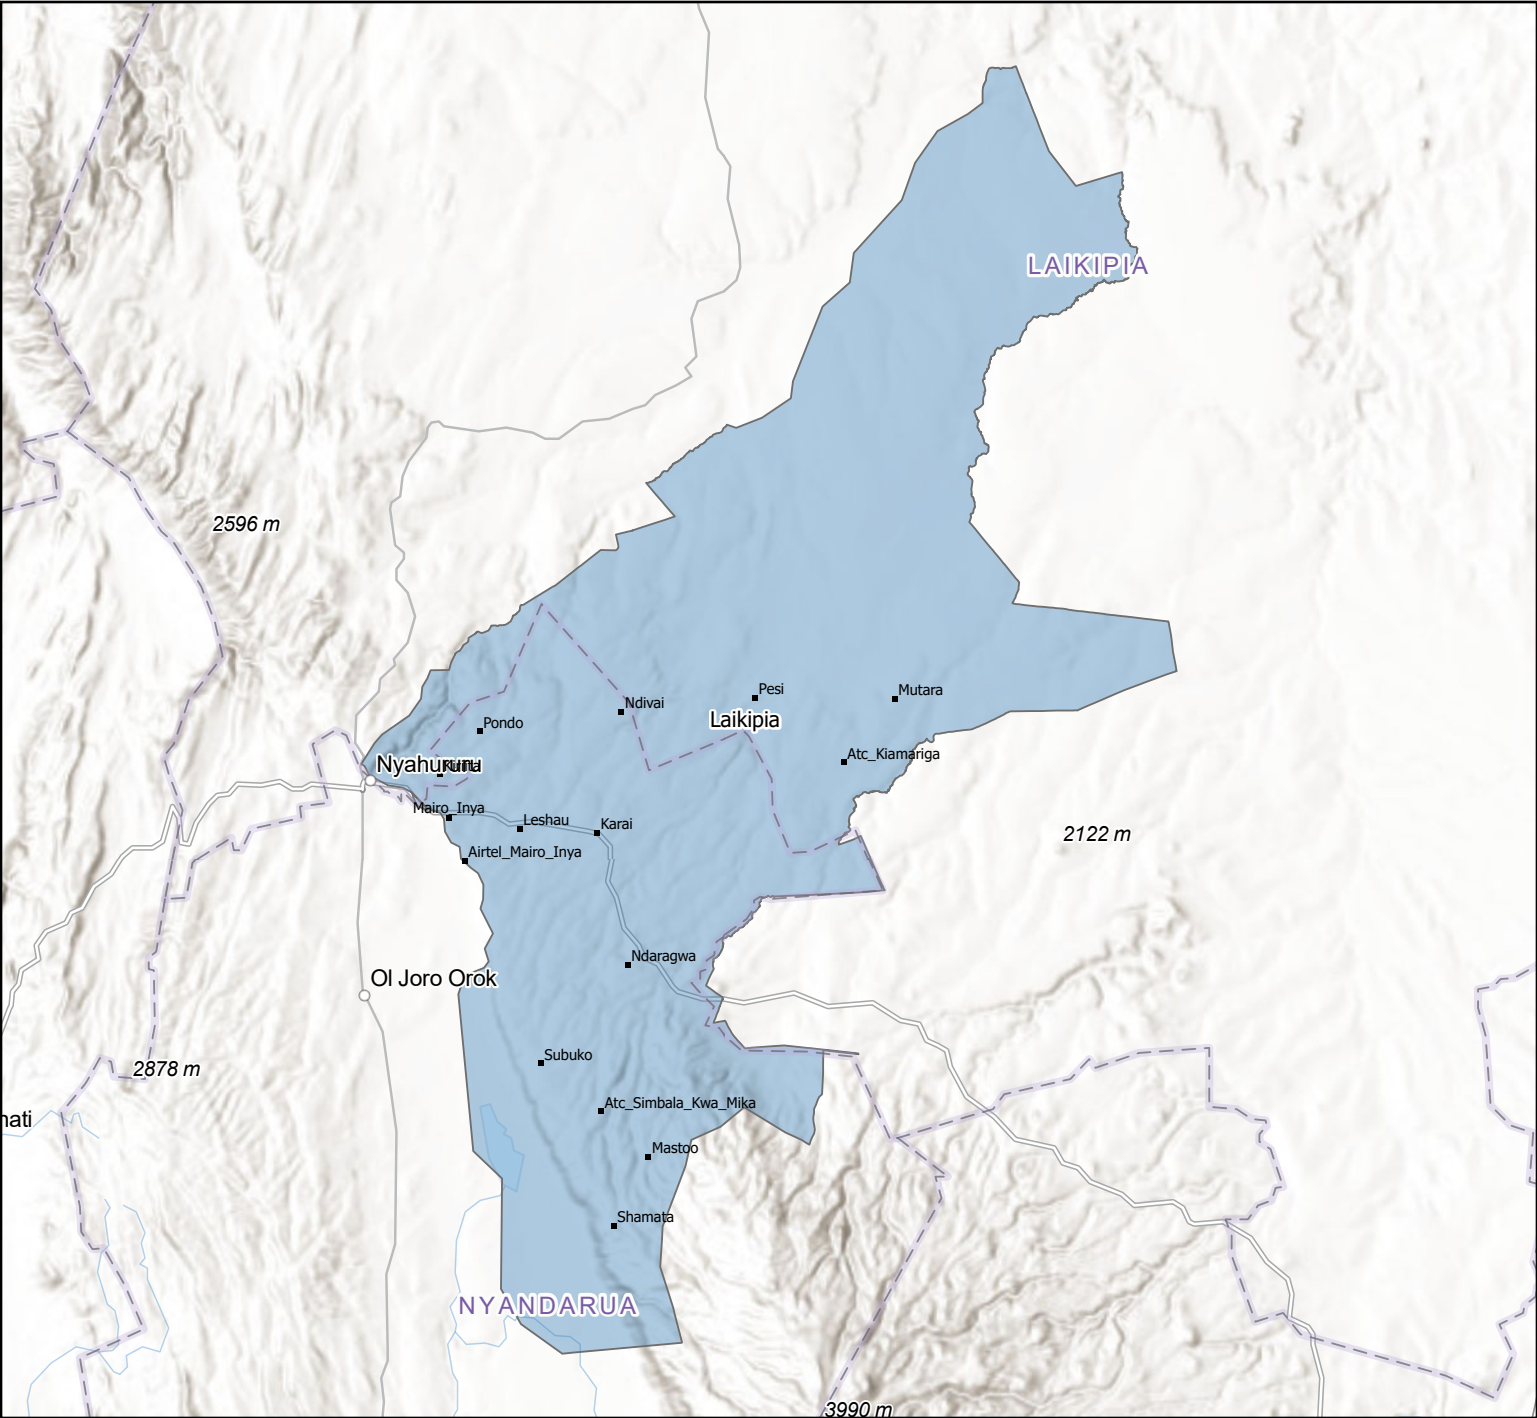 LAIKIPIA
2596 m
Pesi
Mutara
Ndivai
Laikipia
Pondo
Atc_Kiamariga
Nyahururu
Mairo_Inya
Leshau
Karai
2122 m
Airtel_Mairo_Inya
Ndaragwa
Ol Joro Orok
Subuko
2878 m
Atc_Simbala_Kwa_Mika
nati
Mastoo
Shamata
NYANDARUA
3990 m